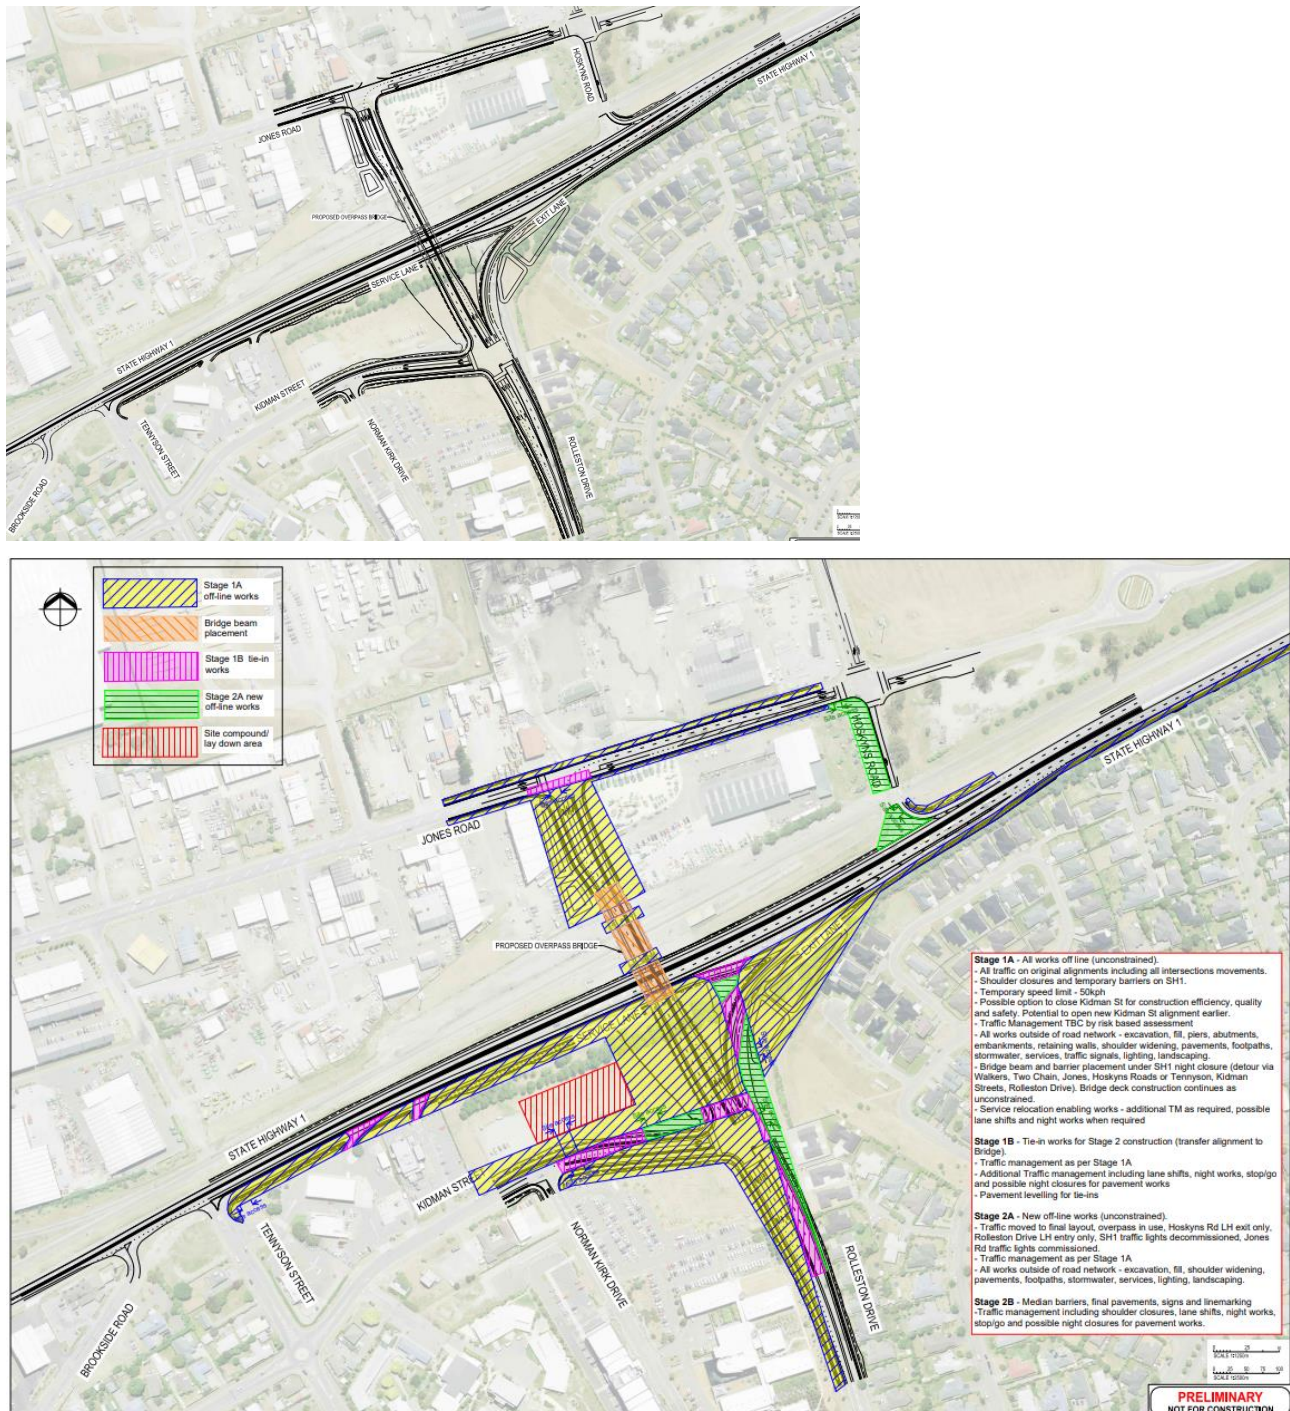 HOSKYNS ROAD
STATE HIGHWAY 1
JONES ROAD
PROPOSED OVERPASS BRIDGE
EXIT LANE
SERVICE LANE
STATE HIGHWAY 1
KIDMAN STREET
TENNYSON STREET
NORMAN KIRK DRIVE
ROLLESTON DRIVE
BROOKSIDE ROAD
Stage 1A
off-line works
Bridge beam
placement
Stage 1B tie-in
works
Stage 2A new
off-line works
Site compound/
lay down area
HOSKYNS ROAD
STATE HIGHWAY 1
JONES ROAD
PROPOSED OVERPASS BRIDGE
EXIT LANE
SERVICE LANE
STATE HIGHWAY 1
KIDMAN STRE
TENNYSON STREET
NORMAN KIRK DRIVE
ROLLESTON DRIVE
BROOKSIDE ROAD
Stage 1A - All works off line (unconstrained).
- All traffic on original alignments including all intersections movements.
- Shoulder closures and temporary barriers on SH1.
- Temporary speed limit - 50kph
- Possible option to close Kidman St for construction efficiency, quality
and safety. Potential to open new Kidman St alignment earlier.
- Traffic Management TBC by risk based assessment
- All works outside of road network - excavation, fill, piers, abutments,
embankments, retaining walls, shoulder widening, pavements, footpaths,
stormwater, services, traffic signals, lighting, landscaping.
- Bridge beam and barrier placement under SH1 night closure (detour via
Walkers, Two Chain, Jones, Hoskyns Roads or Tennyson, Kidman
Streets, Rolleston Drive). Bridge deck construction continues as
unconstrained.
- Service relocation enabling works - additional TM as required, possible
lane shifts and night works when required
Stage 1B - Tie-in works for Stage 2 construction (transfer alignment to
Bridge).
- Traffic management as per Stage 1A
- Additional Traffic management including lane shifts, night works, stop/go
and possible night closures for pavement works
- Pavement levelling for tie-ins
Stage 2A - New off-line works (unconstrained).
- Traffic moved to final layout, overpass in use, Hoskyns Rd LH exit only,
Rolleston Drive LH entry only, SH1 traffic lights decommissioned, Jones
Rd traffic lights commissioned.
- Traffic management as per Stage 1A
- All works outside of road network - excavation, fill, shoulder widening,
pavements, footpaths, stormwater, services, lighting, landscaping.
Stage 2B - Median barriers, final pavements, signs and linemarking
-Traffic management including shoulder closures, lane shifts, night works,
stop/go and possible night closures for pavement works.
PRELIMINARY
NOT FOR CONSTRUCTION